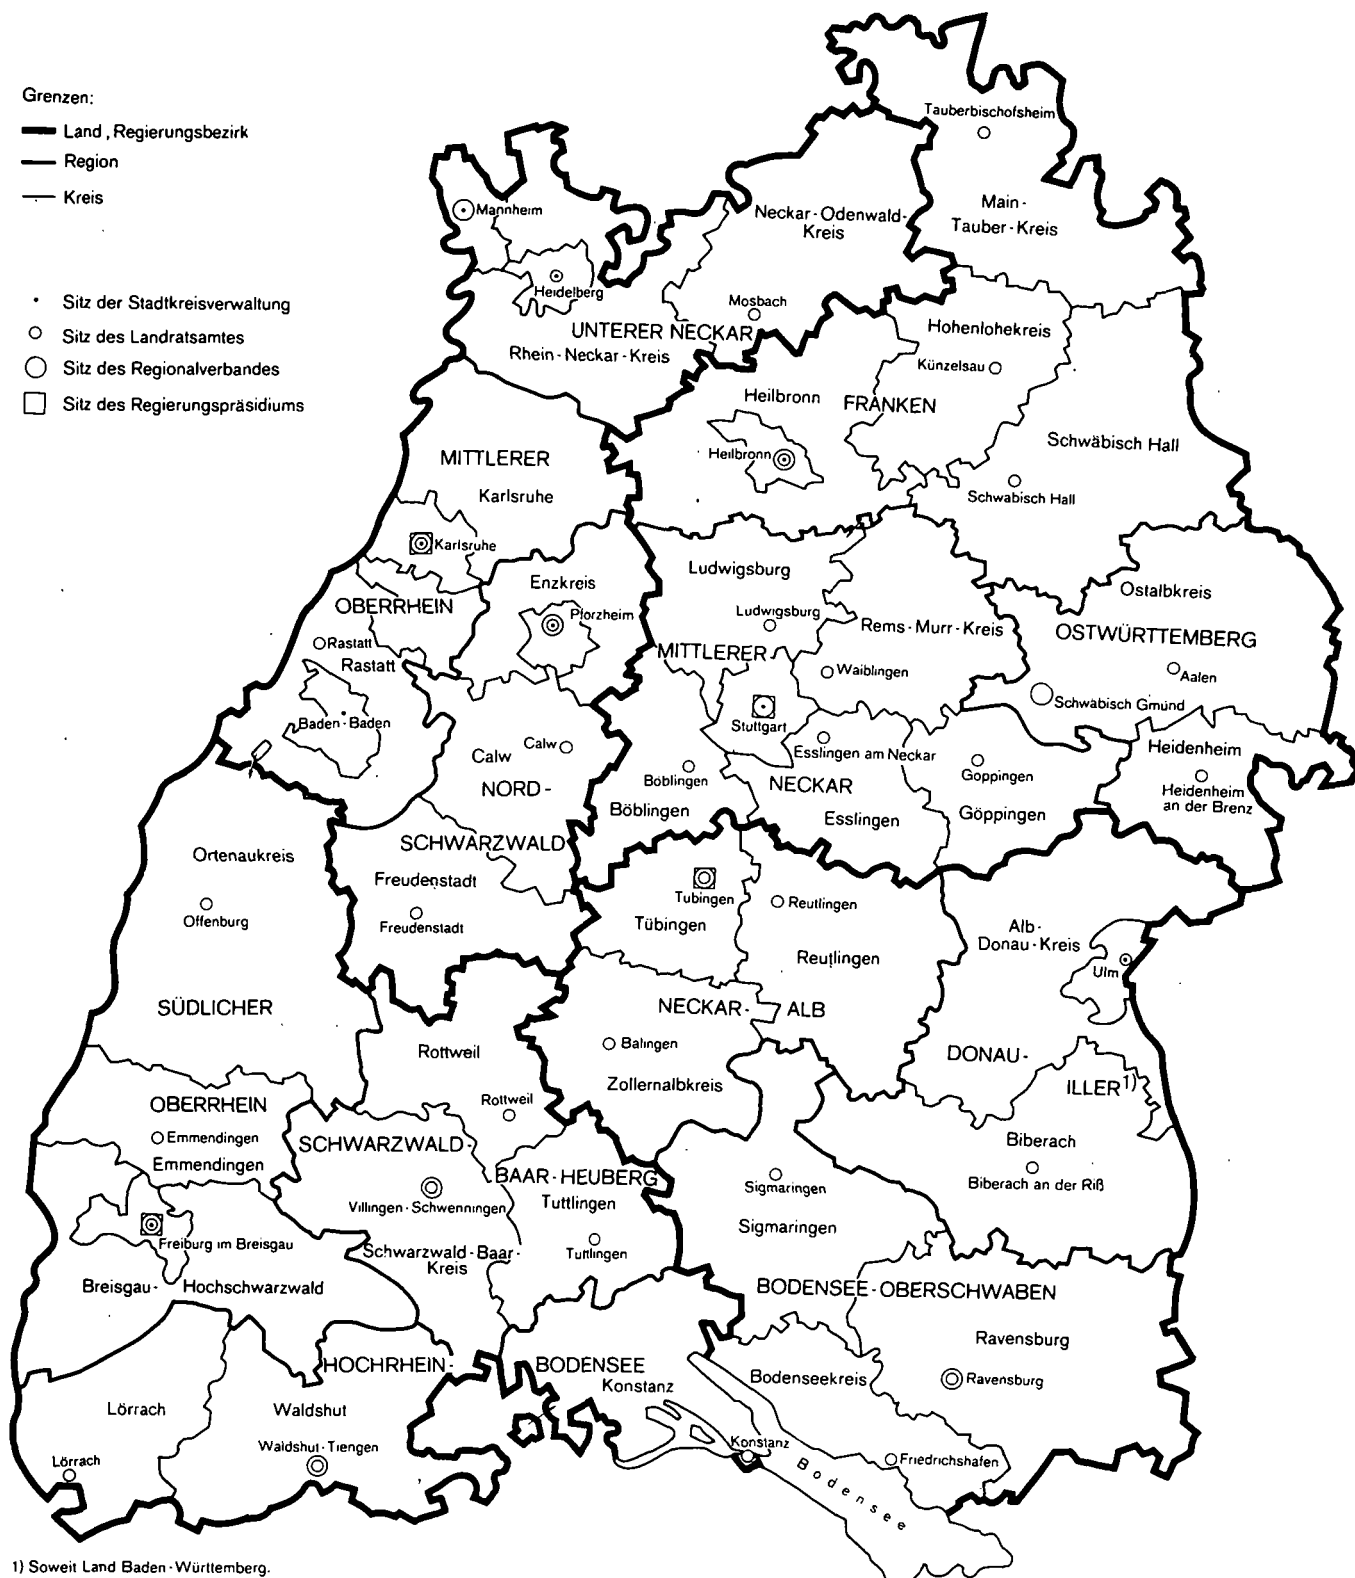 Grenzen:
Land, Regierungsbezirk
Region
Kreis
Sitz der Stadtkreisverwaltung
Sitz des Landratsamtes
Sitz des Regionalverbandes
Sitz des Regierungspräsidiums
Tauberbischofsheim
Main-
Tauber-Kreis
Mannheim
Neckar-Odenwald-
Kreis
Heidelberg
Mosbach
UNTERER NECKAR
Rhein-Neckar-Kreis
Hohenlohekreis
Künzelsau
Heilbronn
FRANKEN
Heilbronn
Schwäbisch Hall
Schwäbisch Hall
MITTLERER
Karlsruhe
Karlsruhe
OBERRHEIN
Rastatt
Rastatt
Baden-Baden
Enzkreis
Pforzheim
Ludwigsburg
Ludwigsburg
MITTLERER
Rems-Murr-Kreis
Waiblingen
Stuttgart
Ostalbkreis
OSTWÜRTTEMBERG
Aalen
Schwäbisch Gmünd
Heidenheim
Heidenheim
an der Brenz
Calw
Calw
NORD-
SCHWARZWALD
Böblingen
Böblingen
Esslingen am Neckar
NECKAR
Esslingen
Göppingen
Göppingen
Ortenaukreis
Offenburg
Freudenstadt
Freudenstadt
Tübingen
Tübingen
Reutlingen
Reutlingen
Alb-
Donau-Kreis
Ulm
SÜDLICHER
NECKAR-
ALB
Rottweil
Rottweil
Balingen
Zollernalbkreis
DONAU-
ILLER1)
OBERRHEIN
Emmendingen
Emmendingen
SCHWARZWALD-
BAAR-HEUBERG
Villingen-Schwenningen
Schwarzwald-Baar-
Kreis
Tuttlingen
Tuttlingen
Biberach
Biberach an der Riß
Sigmaringen
Sigmaringen
Freiburg im Breisgau
Breisgau-Hochschwarzwald
BODENSEE-OBERSCHWABEN
Ravensburg
Ravensburg
HOCHRHEIN-
BODENSEE
Konstanz
Konstanz
Bodenseekreis
Friedrichshafen
Bodensee
Lörrach
Lörrach
Waldshut
Waldshut-Tiengen
1) Soweit Land Baden-Württemberg.